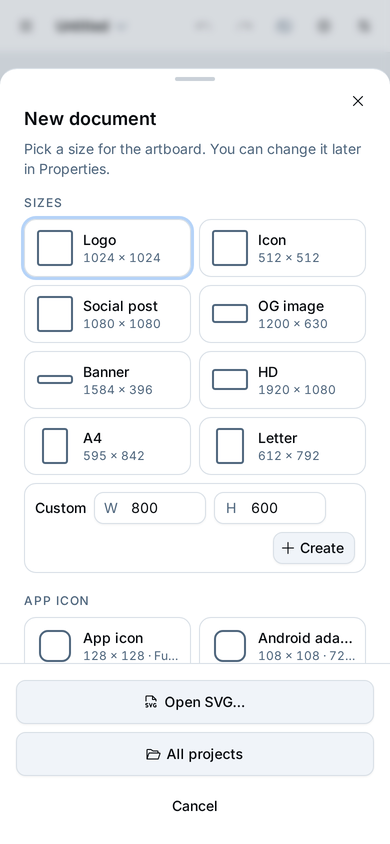 Untitled
New document
Pick a size for the artboard. You can change it later
in Properties.
SIZES
Logo
1024 × 1024
Icon
512 × 512
Social post
1080 × 1080
OG image
1200 × 630
Banner
1584 × 396
HD
1920 × 1080
A4
595 × 842
Letter
612 × 792
Custom W 800 H 600
+ Create
APP ICON
App icon
128 × 128 · Fu...
Android ada...
108 × 108 · 72...
SVG Open SVG...
All projects
Cancel